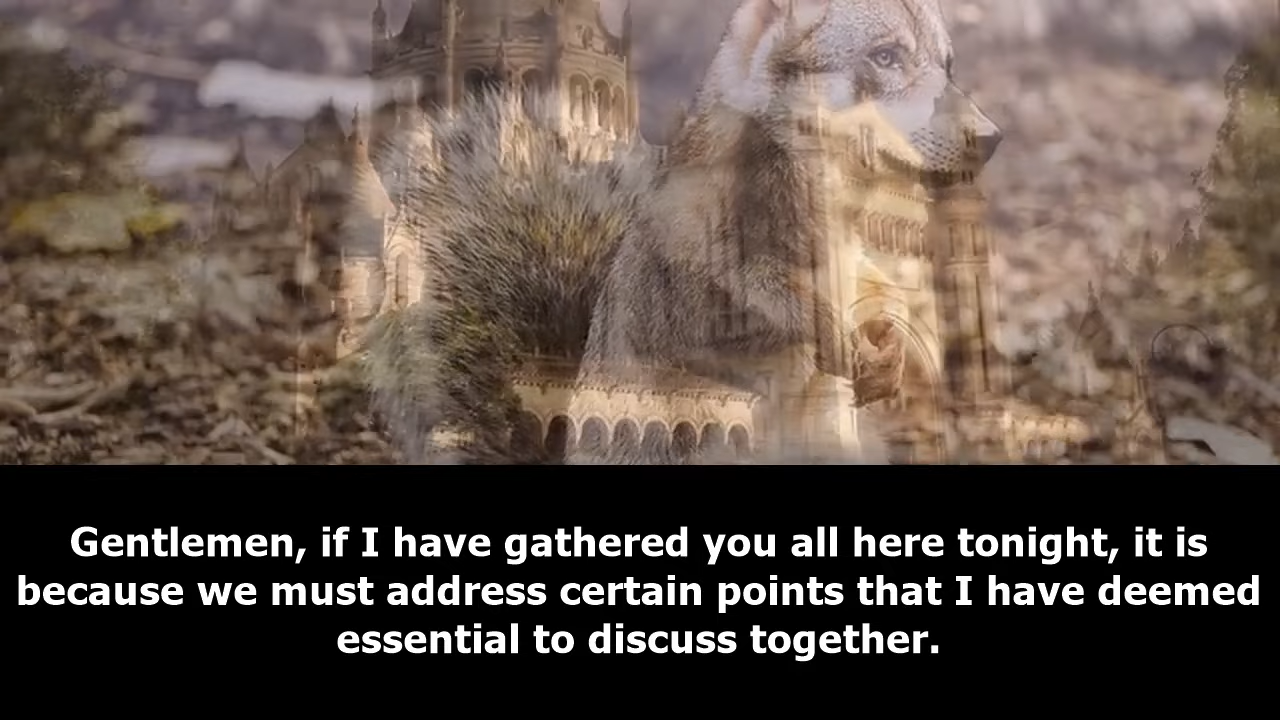 Gentlemen, if I have gathered you all here tonight, it is
because we must address certain points that I have deemed
essential to discuss together.